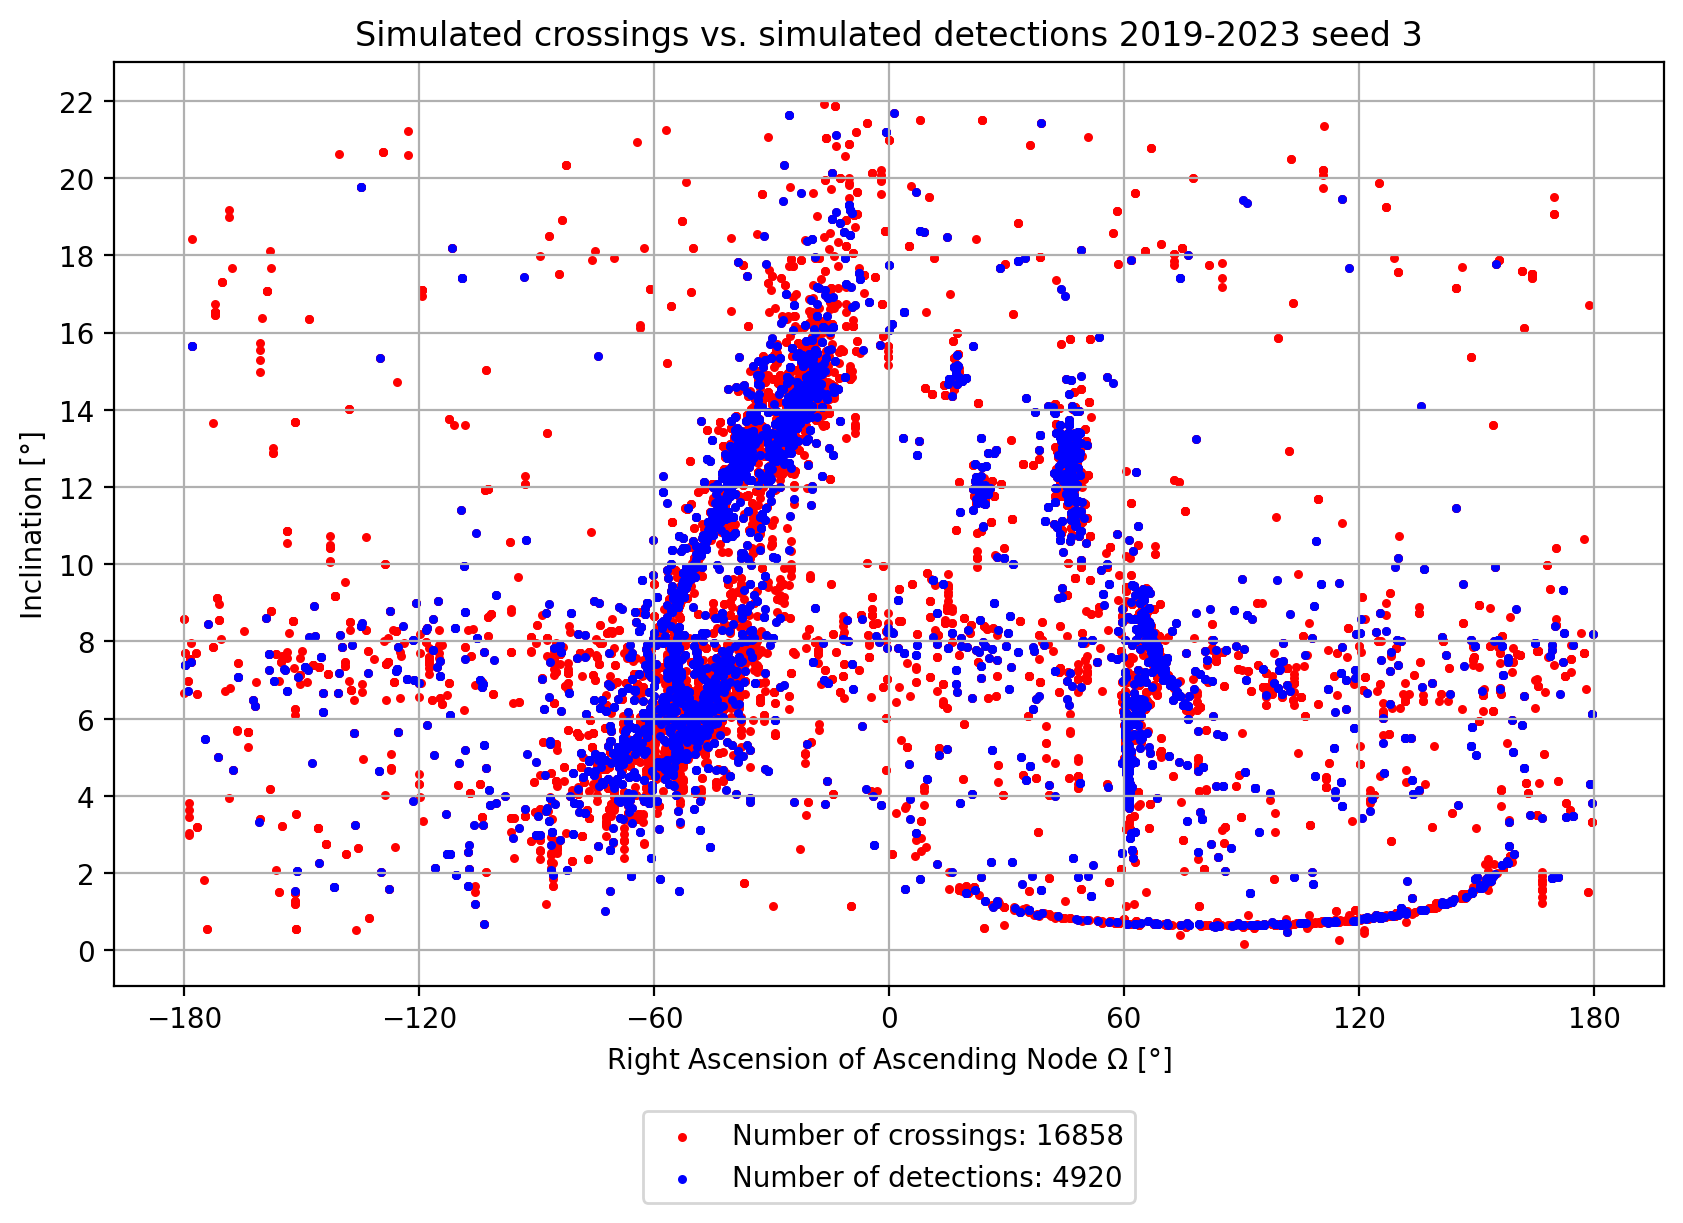 Simulated crossings vs. simulated detections 2019-2023 seed 3
22
20
18
16
14
12
10
8
6
4
2
0
Inclination [°]
−180 −120 −60 0 60 120 180
Right Ascension of Ascending Node Ω [°]
Number of crossings: 16858
Number of detections: 4920